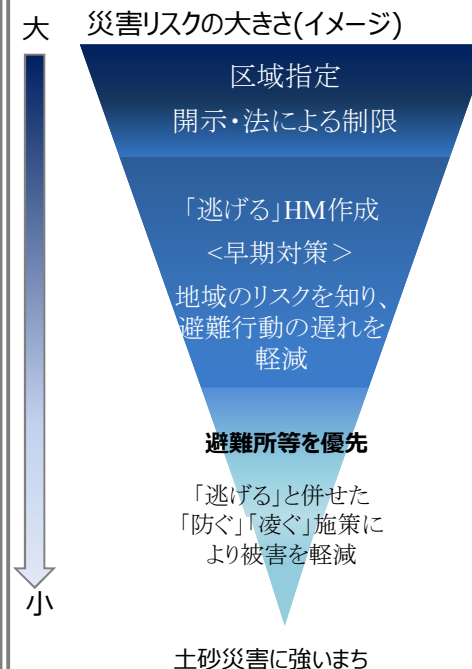 災害リスクの大きさ(イメージ)
大
区域指定
開示・法による制限
「逃げる」HM作成
<早期対策＞
地域のリスクを知り、
避難行動の遅れを
軽減
避難所等を優先
「逃げる」と併せた
「防ぐ」「凌ぐ」施策に
より被害を軽減
小
土砂災害に強いまち